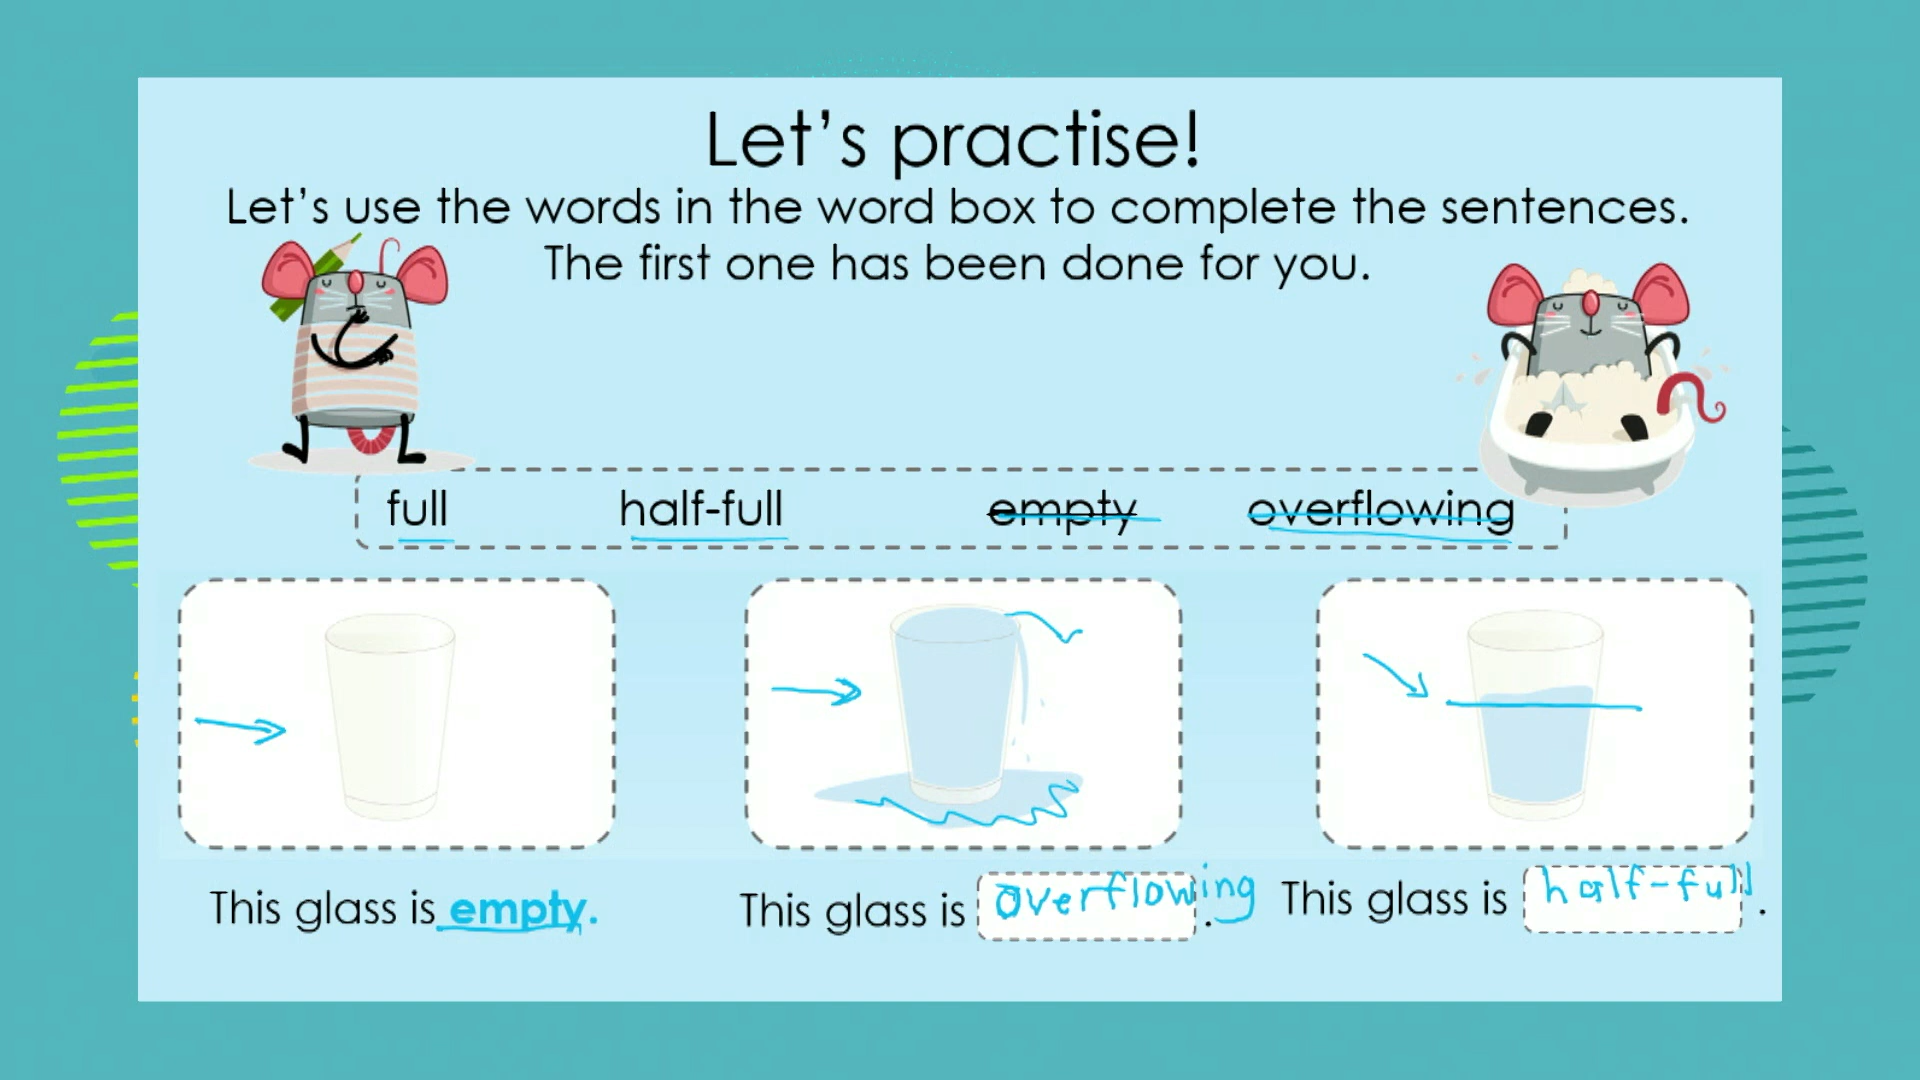 Let's practise!
Let's use the words in the word box to complete the sentences.
The first one has been done for you.
full half-full empty overflowing
This glass is empty. This glass is overflowing. This glass is half-full.